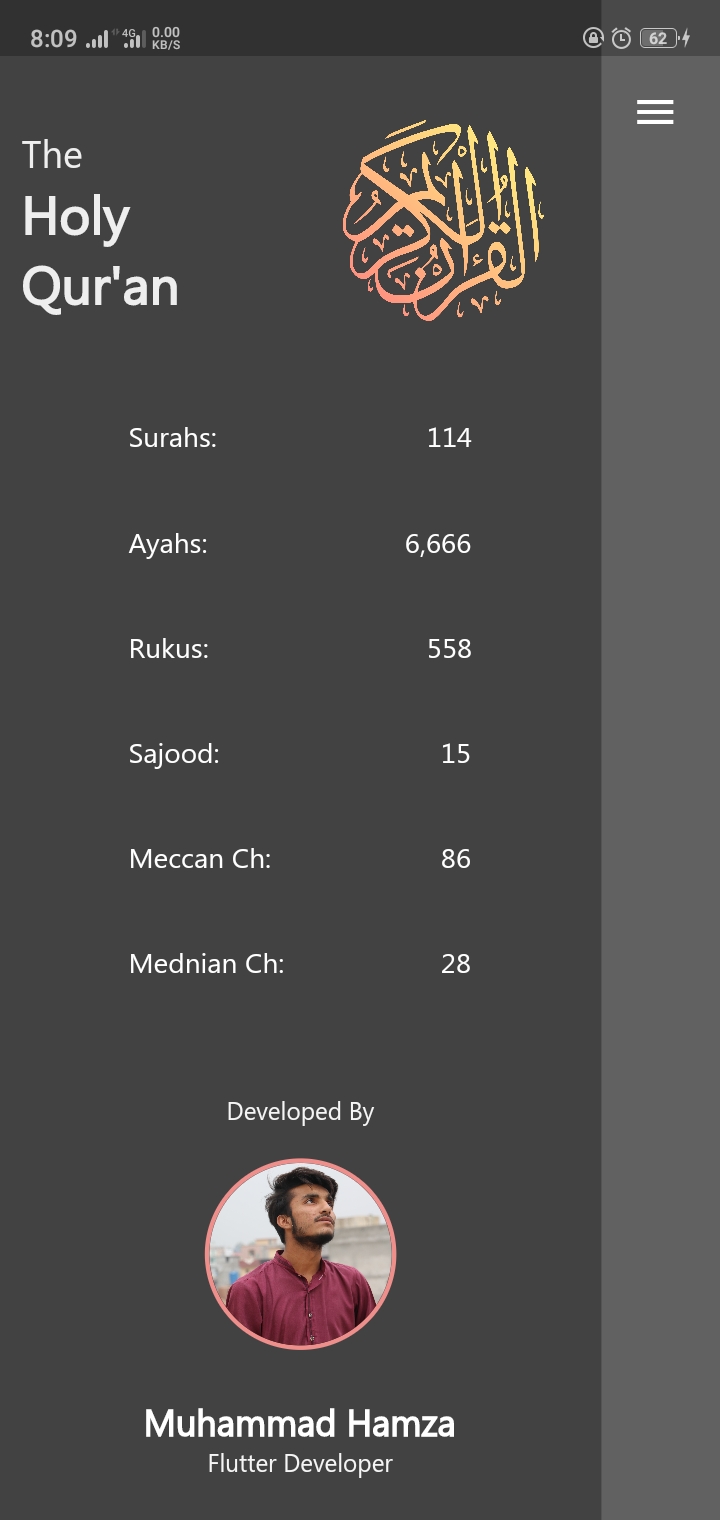 8:09 4G 0.00 KB/S 62
The
Holy
Qur'an
القرآن الكريم
Surahs: 114
Ayahs: 6,666
Rukus: 558
Sajood: 15
Meccan Ch: 86
Mednian Ch: 28
Developed By
Muhammad Hamza
Flutter Developer